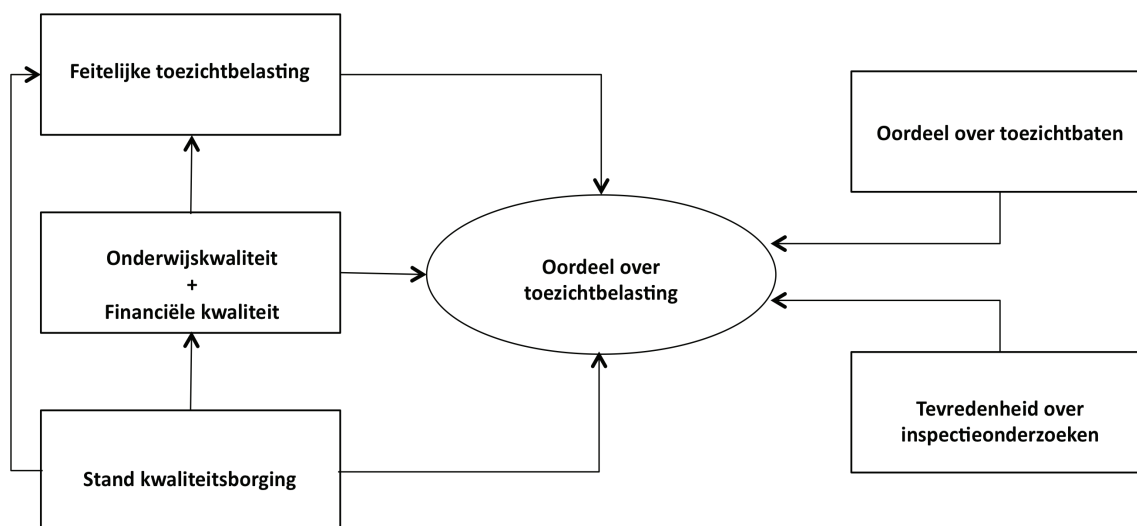 Feitelijke toezichtbelasting
Onderwijskwaliteit
+
Financiële kwaliteit
Stand kwaliteitsborging
Oordeel over
toezichtbelasting
Oordeel over toezichtbaten
Tevredenheid over
inspectieonderzoeken